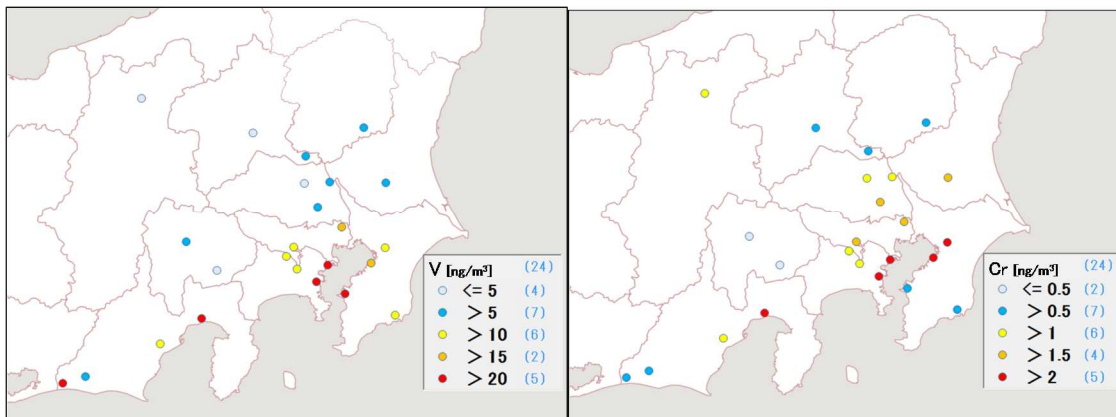 V [ng/m³] (24)
<= 5 (4)
> 5 (7)
> 10 (6)
> 15 (2)
> 20 (5)
Cr [ng/m³] (24)
<= 0.5 (2)
> 0.5 (7)
> 1 (6)
> 1.5 (4)
> 2 (5)